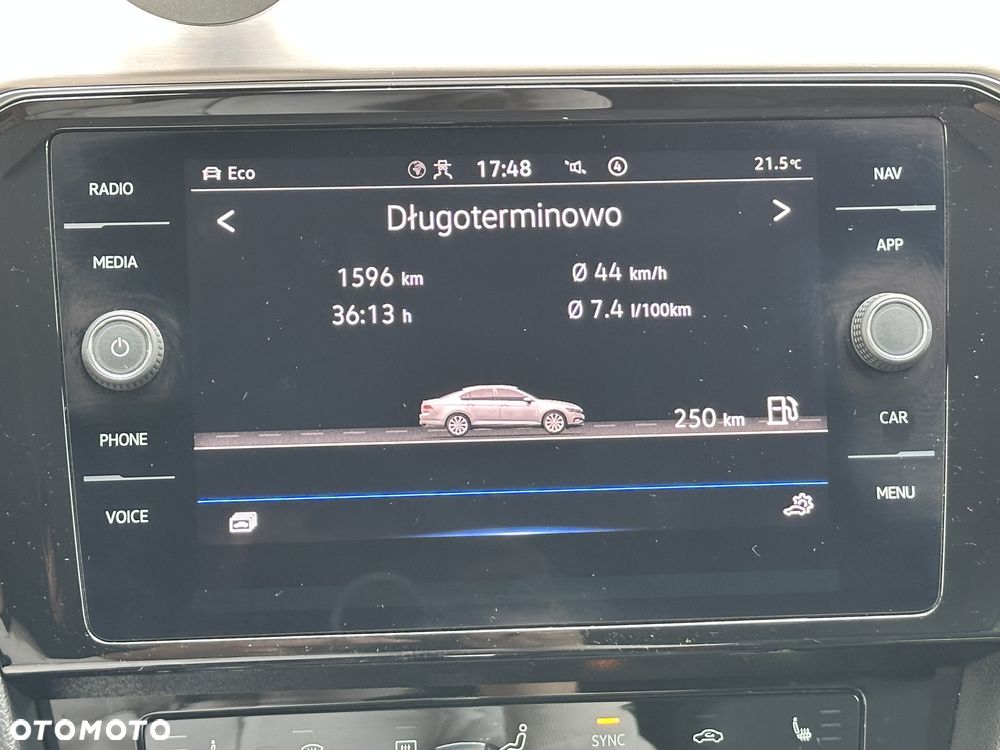 RADIO
MEDIA
PHONE
VOICE
Eco
17:48
4
21.5°C
< Długoterminowo >
1596 km Ø 44 km/h
36:13 h Ø 7.4 l/100km
250 km
NAV
APP
CAR
MENU
SYNC
OTOMOTO